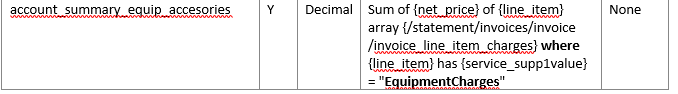 account_summary_equip_accesories Y Decimal Sum of {net_price} of {line_item} None
array {/statement/invoices/invoice
/invoice_line_item_charges} where
{line_item} has {service_supp1value}
= "EquipmentCharges"